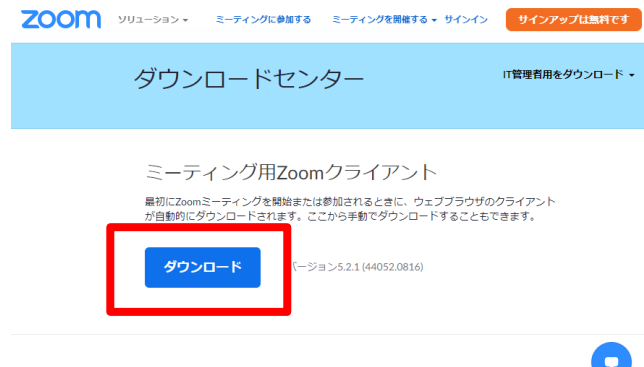 zoom ソリューション ミーティングに参加する ミーティングを開催する サインイン サインアップは無料です
ダウンロードセンター IT管理者用をダウンロード
ミーティング用Zoomクライアント
最初にZoomミーティングを開始または参加されるときに、ウェブブラウザのクライアント
が自動的にダウンロードされます。ここから手動でダウンロードすることもできます。
ダウンロード バージョン5.2.1 (44052.0816)